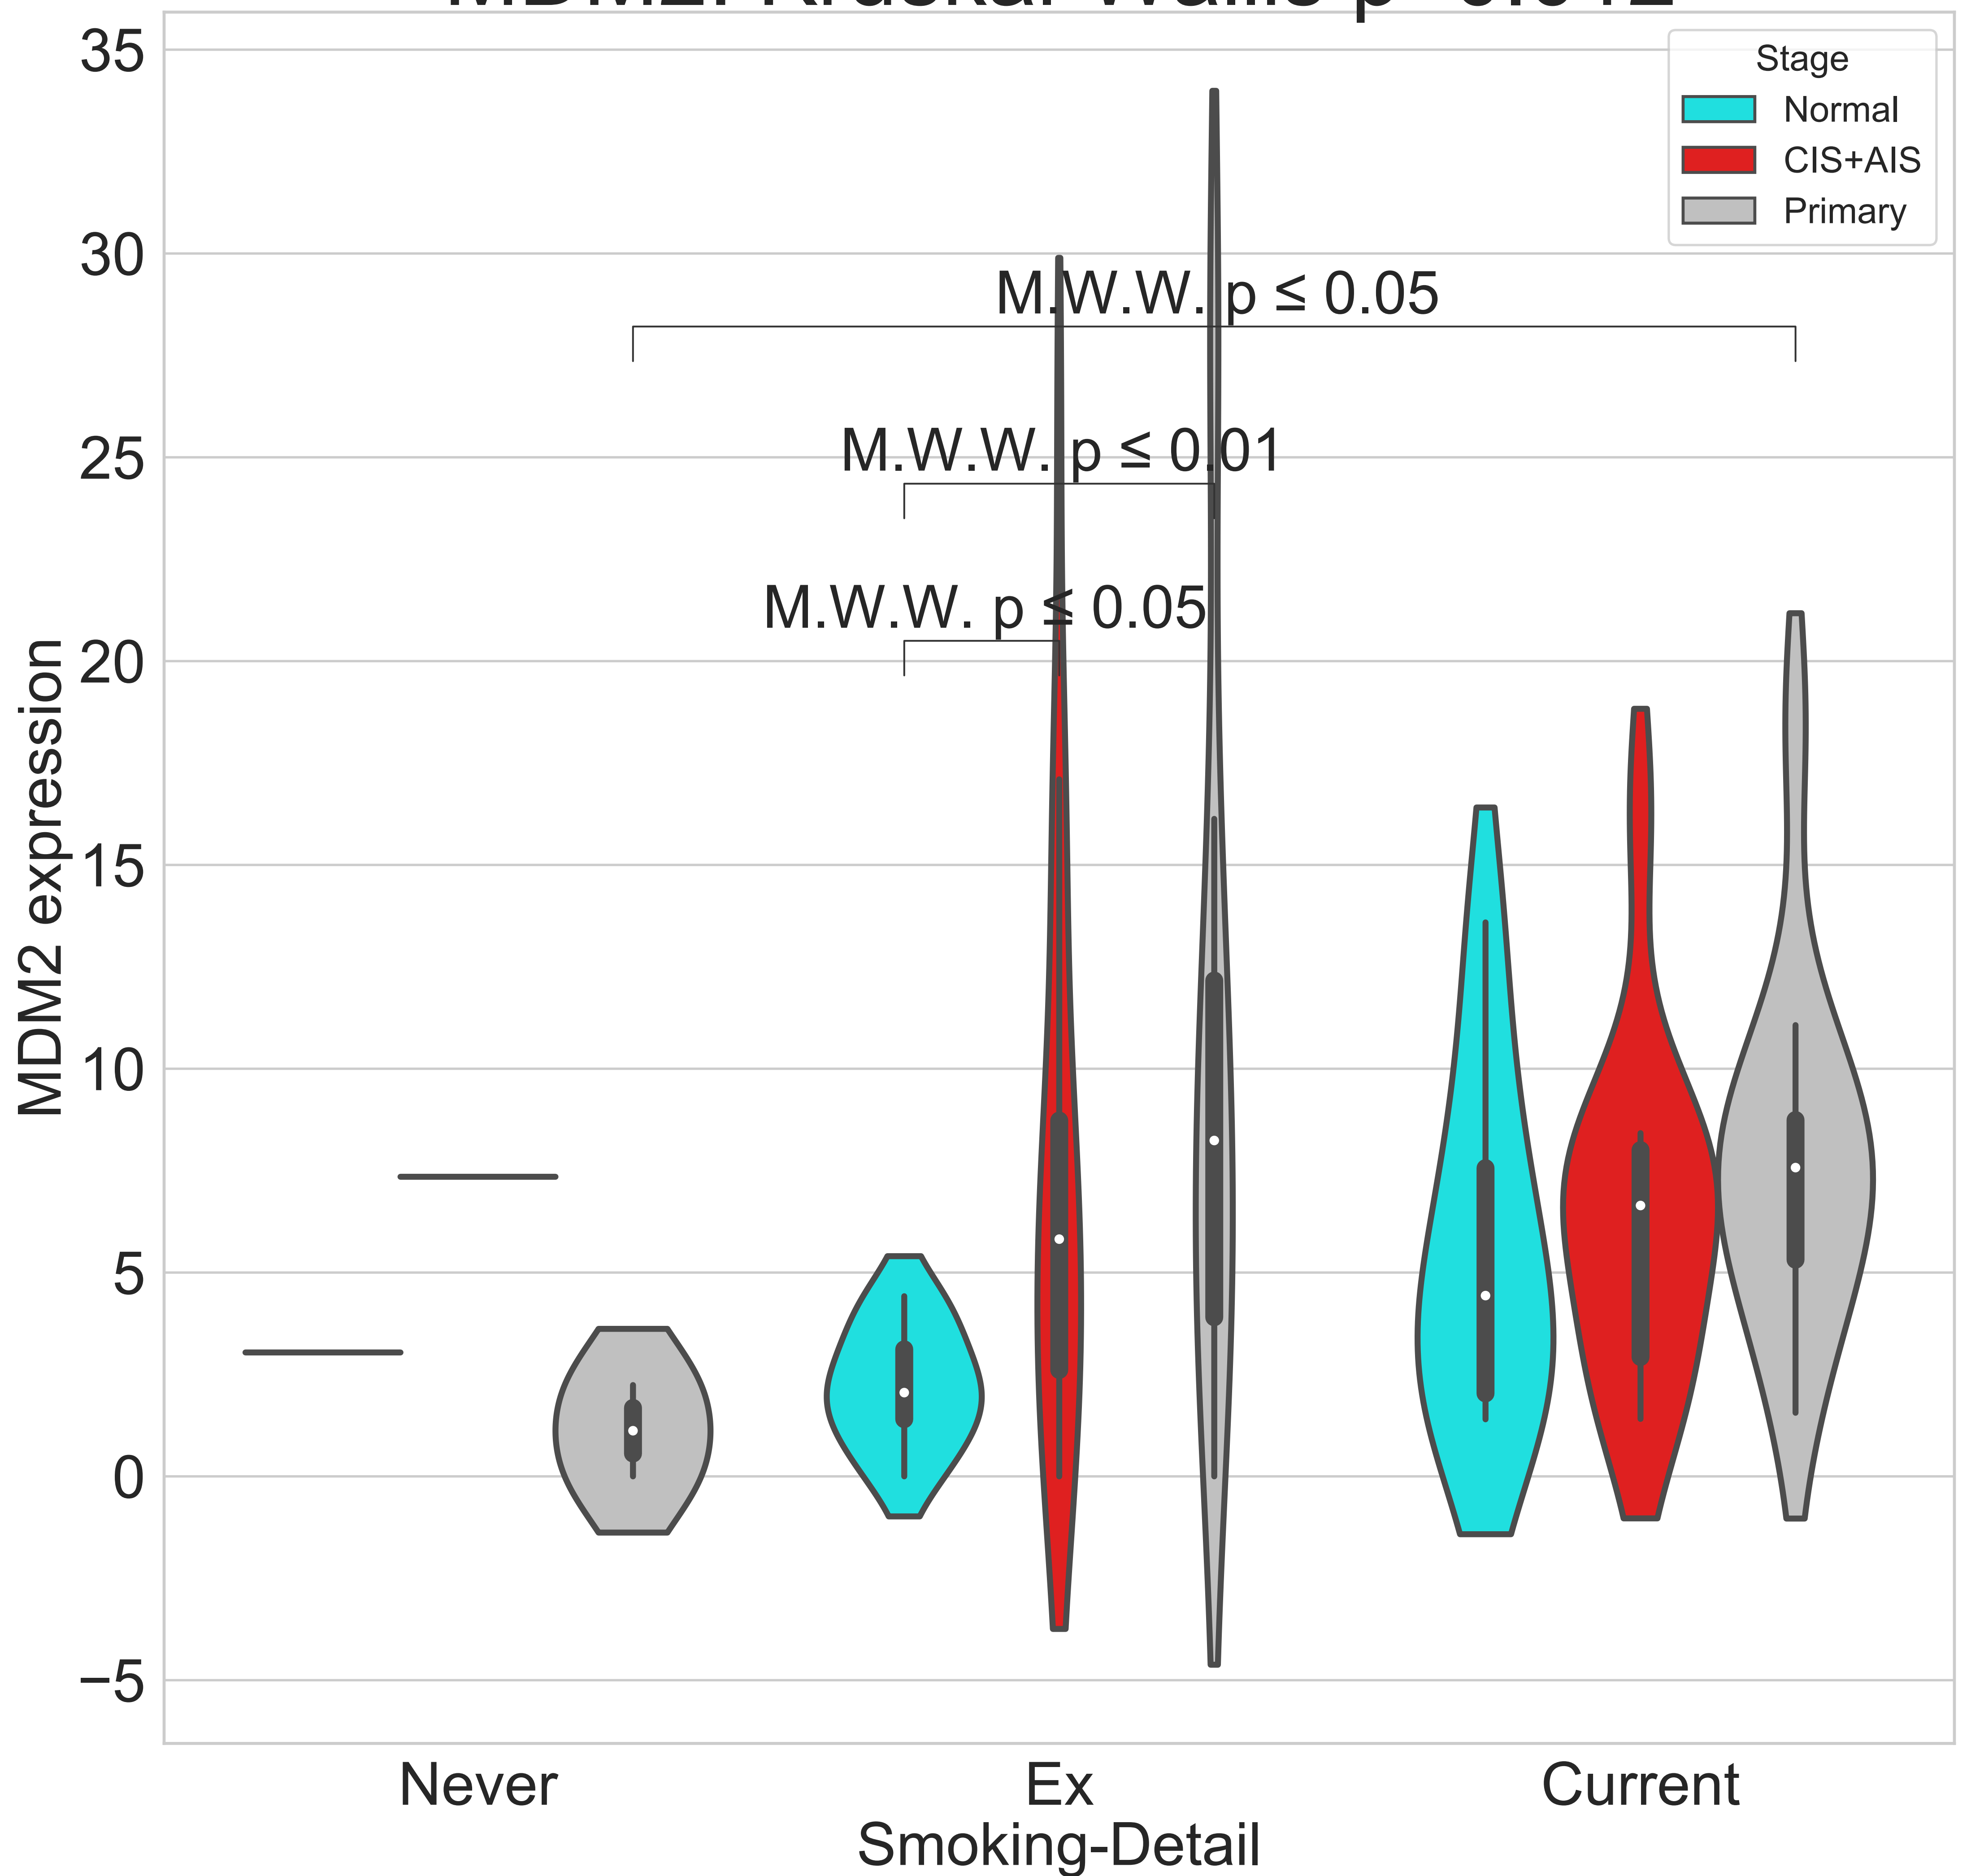 35
30
25
20
15
10
5
0
−5
MDM2 expression
Stage
Normal
CIS+AIS
Primary
M.W.W. p ≤ 0.05
M.W.W. p ≤ 0.01
M.W.W. p ≤ 0.05
Never
Ex
Current
Smoking-Detail